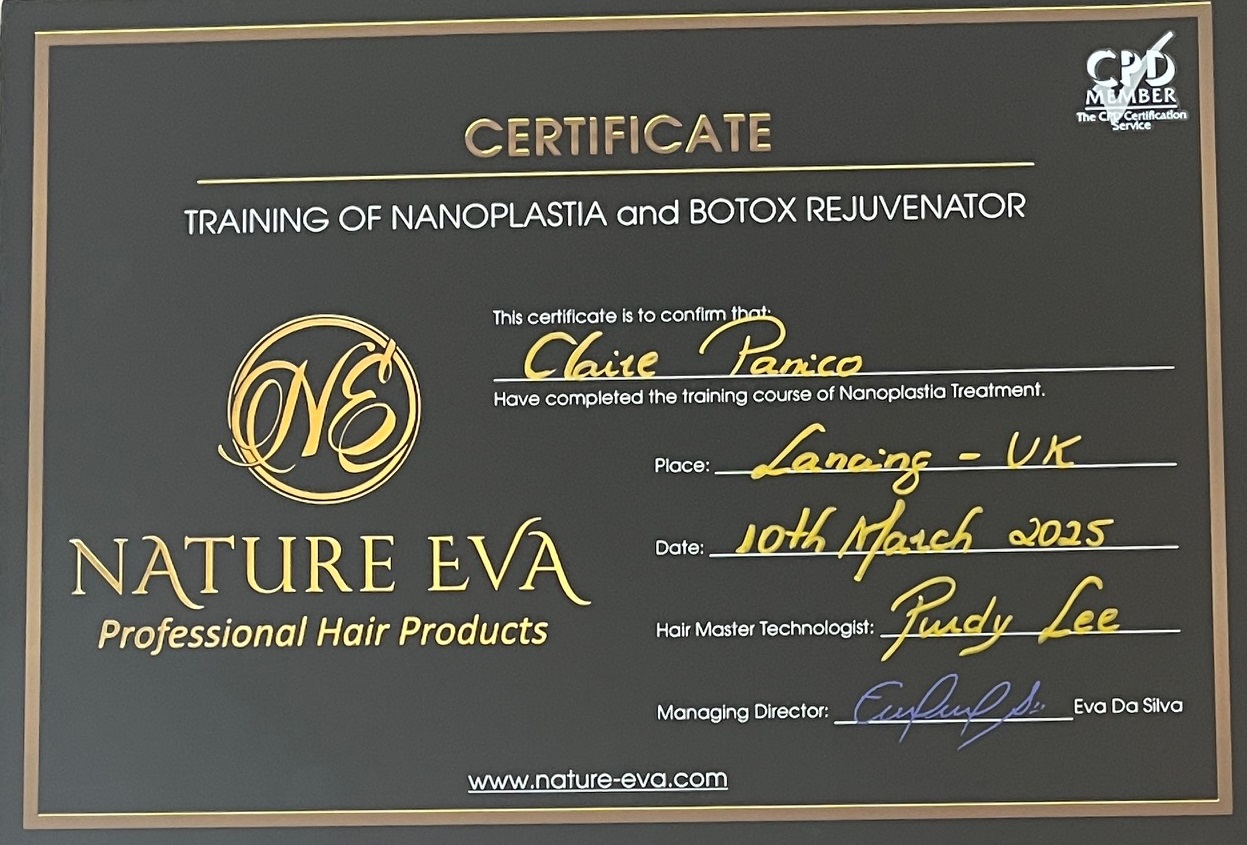 CPD
MEMBER
The CPD Certification
Service
CERTIFICATE
TRAINING OF NANOPLASTIA and BOTOX REJUVENATOR
This certificate is to confirm that:
Claire Panico
Have completed the training course of Nanoplastia Treatment.
NE
NATURE EVA
Professional Hair Products
Place: Lancing - UK
Date: 10th March 2025
Hair Master Technologist: Purdy Lee
Managing Director: Eva Da Silva
www.nature-eva.com